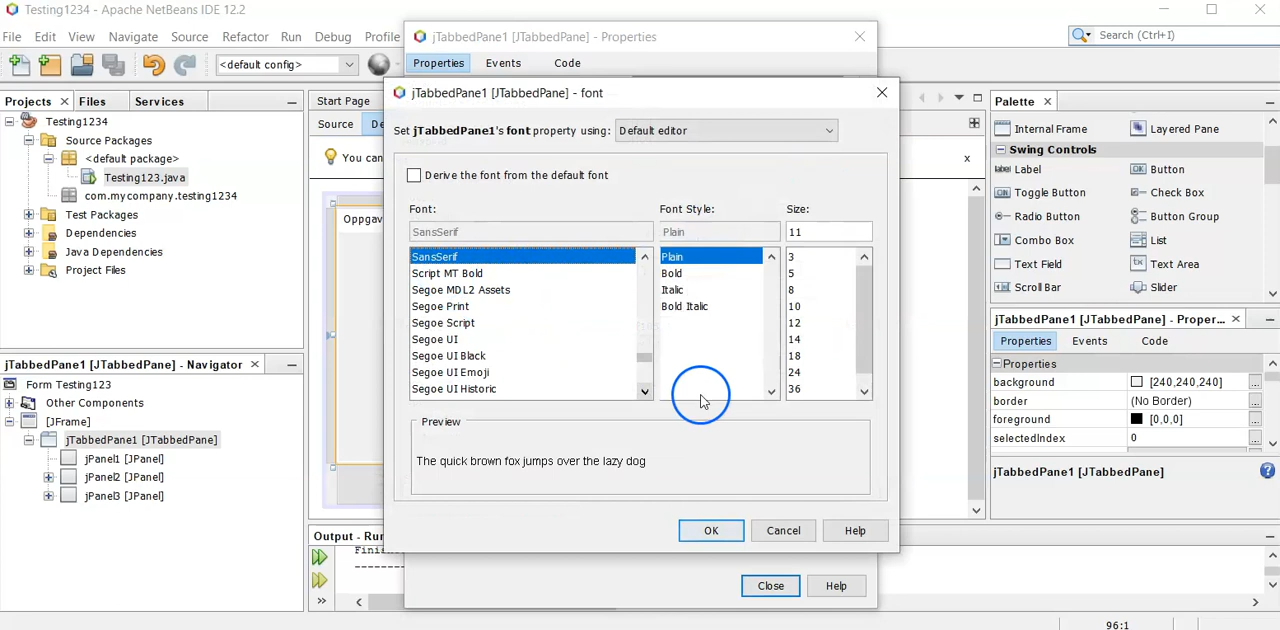 Testing1234 - Apache NetBeans IDE 12.2
File Edit View Navigate Source Refactor Run Debug Profile
Search (Ctrl+I)
<default config>
jTabbedPane1 [JTabbedPane] - Properties
Properties Events Code
Projects Files Services
Testing1234
Source Packages
<default package>
Testing123.java
com.mycompany.testing1234
Test Packages
Dependencies
Java Dependencies
Project Files
jTabbedPane1 [JTabbedPane] - Navigator
Form Testing123
Other Components
[JFrame]
jTabbedPane1 [JTabbedPane]
jPanel1 [JPanel]
jPanel2 [JPanel]
jPanel3 [JPanel]
Start Page
Source
You can
Oppgav
Output - Ru
Finis
--------
jTabbedPane1 [JTabbedPane] - font
Set jTabbedPane1's font property using: Default editor
Derive the font from the default font
Font: Font Style: Size:
SansSerif Plain 11
SansSerif Plain 3
Script MT Bold Bold 5
Segoe MDL2 Assets Italic 8
Segoe Print Bold Italic 10
Segoe Script 12
Segoe UI 14
Segoe UI Black 18
Segoe UI Emoji 24
Segoe UI Historic 36
Preview
The quick brown fox jumps over the lazy dog
OK Cancel Help
Close Help
Palette
Internal Frame Layered Pane
Swing Controls
Label Button
Toggle Button Check Box
Radio Button Button Group
Combo Box List
Text Field Text Area
Scroll Bar Slider
jTabbedPane1 [JTabbedPane] - Proper...
Properties Events Code
Properties
background [240,240,240] ...
border (No Border) ...
foreground [0,0,0] ...
selectedIndex 0 ...
jTabbedPane1 [JTabbedPane]
96:1